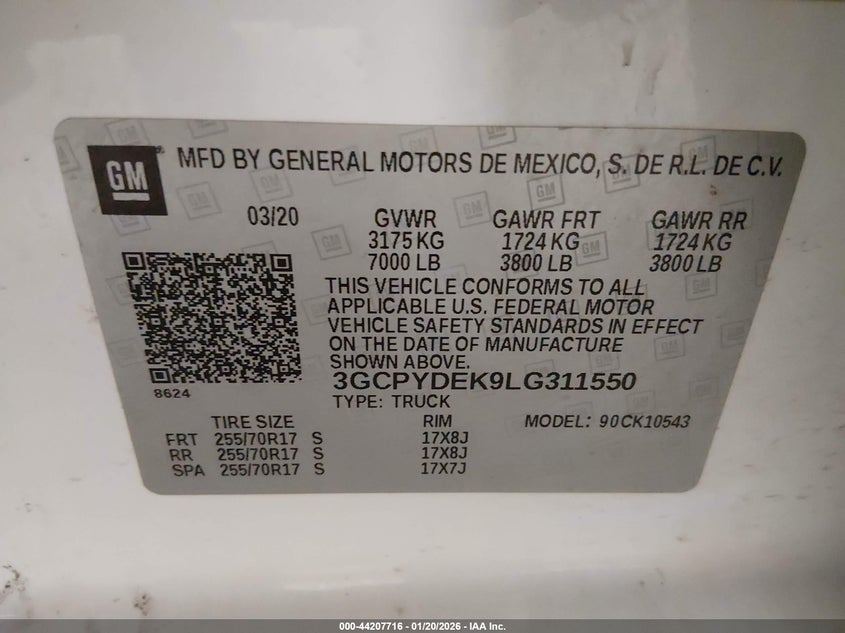 GM
MFD BY GENERAL MOTORS DE MEXICO, S. DE R.L. DE C.V.
03/20 GVWR GAWR FRT GAWR RR
3175 KG 1724 KG 1724 KG
7000 LB 3800 LB 3800 LB
THIS VEHICLE CONFORMS TO ALL
APPLICABLE U.S. FEDERAL MOTOR
VEHICLE SAFETY STANDARDS IN EFFECT
ON THE DATE OF MANUFACTURE
SHOWN ABOVE.
3GCPYDEK9LG311550
8624
TYPE: TRUCK
TIRE SIZE RIM MODEL: 90CK10543
FRT 255/70R17 S 17X8J
RR 255/70R17 S 17X8J
SPA 255/70R17 S 17X7J
000-44207716 - 01/20/2026 - IAA Inc.